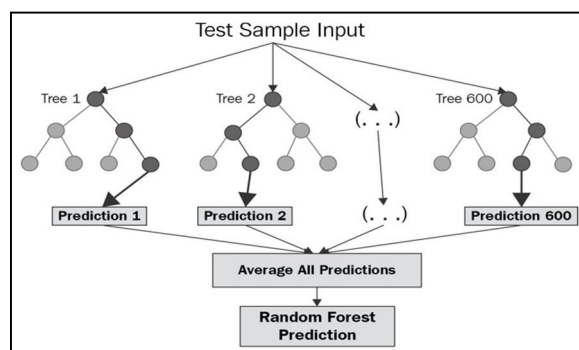 Test Sample Input
Tree 1
Tree 2
Tree 600
(. . .)
Prediction 1
Prediction 2
(. . .)
Prediction 600
Average All Predictions
Random Forest
Prediction